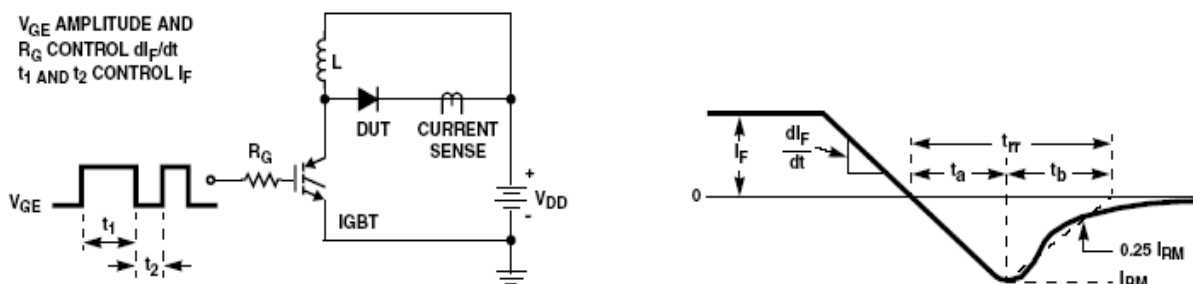 VGE AMPLITUDE AND
RG CONTROL dIF/dt
t1 AND t2 CONTROL IF
L
DUT
CURRENT
SENSE
RG
+
VDD
-
IGBT
VGE
t1
t2
IF
dIF
dt
trr
ta
tb
0
0.25 IRM
IRM